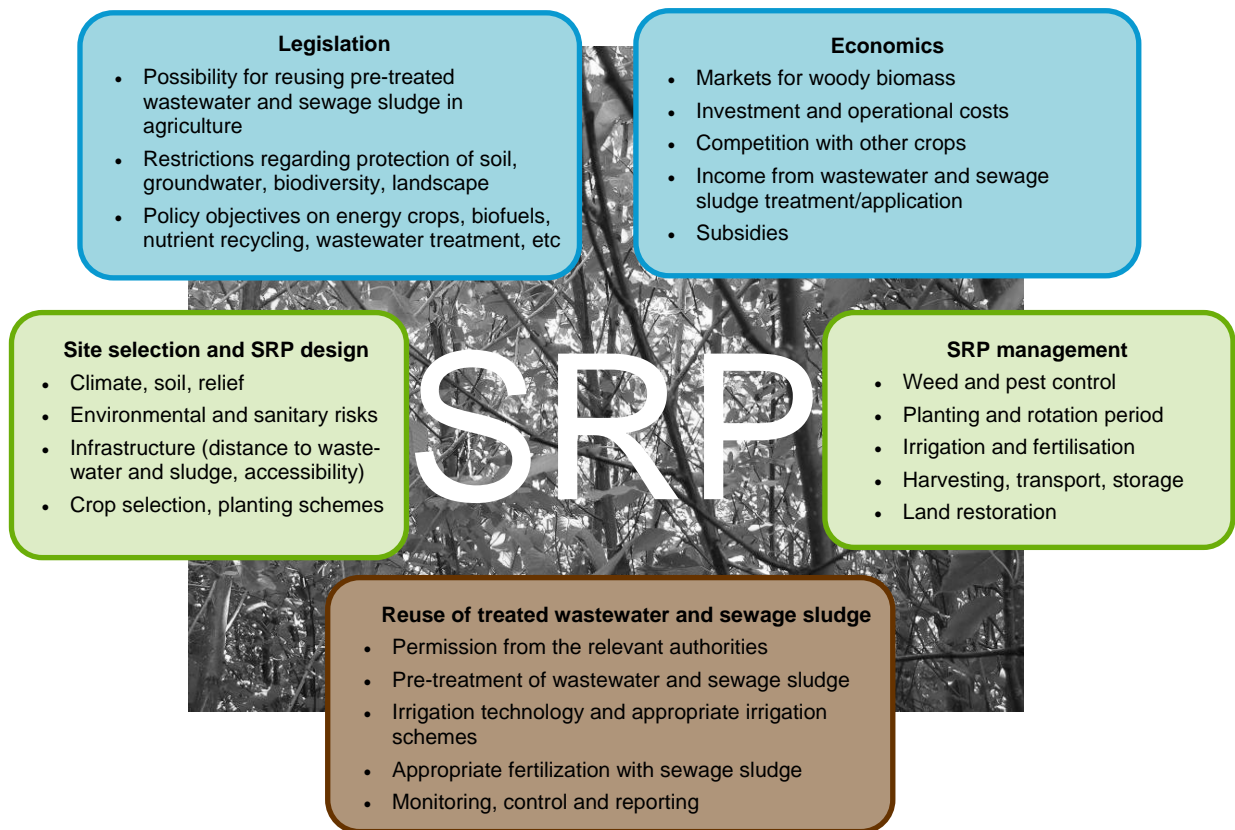 Legislation
• Possibility for reusing pre-treated
wastewater and sewage sludge in
agriculture
• Restrictions regarding protection of soil,
groundwater, biodiversity, landscape
• Policy objectives on energy crops, biofuels,
nutrient recycling, wastewater treatment, etc
Economics
• Markets for woody biomass
• Investment and operational costs
• Competition with other crops
• Income from wastewater and sewage
sludge treatment/application
• Subsidies
Site selection and SRP design
• Climate, soil, relief
• Environmental and sanitary risks
• Infrastructure (distance to waste-
water and sludge, accessibility)
• Crop selection, planting schemes
SRP
SRP management
• Weed and pest control
• Planting and rotation period
• Irrigation and fertilisation
• Harvesting, transport, storage
• Land restoration
Reuse of treated wastewater and sewage sludge
• Permission from the relevant authorities
• Pre-treatment of wastewater and sewage sludge
• Irrigation technology and appropriate irrigation
schemes
• Appropriate fertilization with sewage sludge
• Monitoring, control and reporting